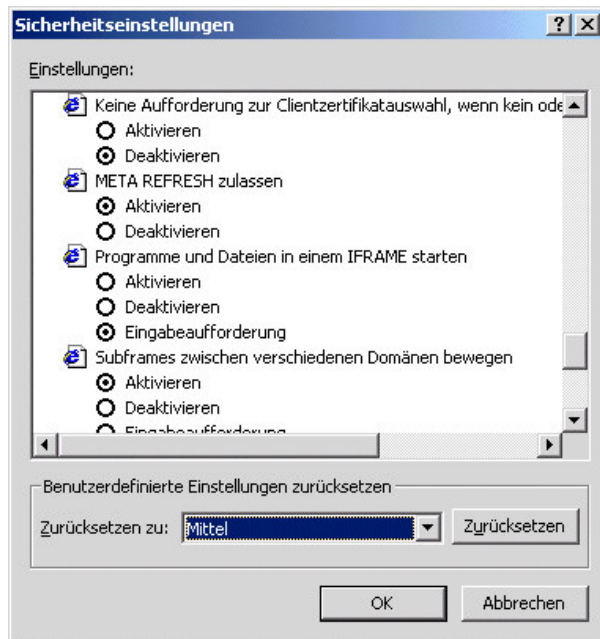 Sicherheitseinstellungen
Einstellungen:
Keine Aufforderung zur Clientzertifikatauswahl, wenn kein ode
Aktivieren
Deaktivieren
META REFRESH zulassen
Aktivieren
Deaktivieren
Programme und Dateien in einem IFRAME starten
Aktivieren
Deaktivieren
Eingabeaufforderung
Subframes zwischen verschiedenen Domänen bewegen
Aktivieren
Deaktivieren
Eingabeaufforderung
Benutzerdefinierte Einstellungen zurücksetzen
Zurücksetzen zu: Mittel Zurücksetzen
OK Abbrechen